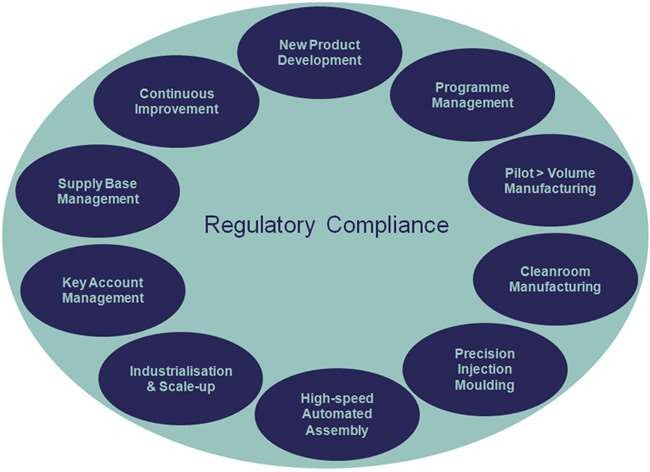 New Product
Development
Programme
Management
Pilot > Volume
Manufacturing
Cleanroom
Manufacturing
Precision
Injection
Moulding
High-speed
Automated
Assembly
Industrialisation
& Scale-up
Key Account
Management
Supply Base
Management
Continuous
Improvement
Regulatory Compliance